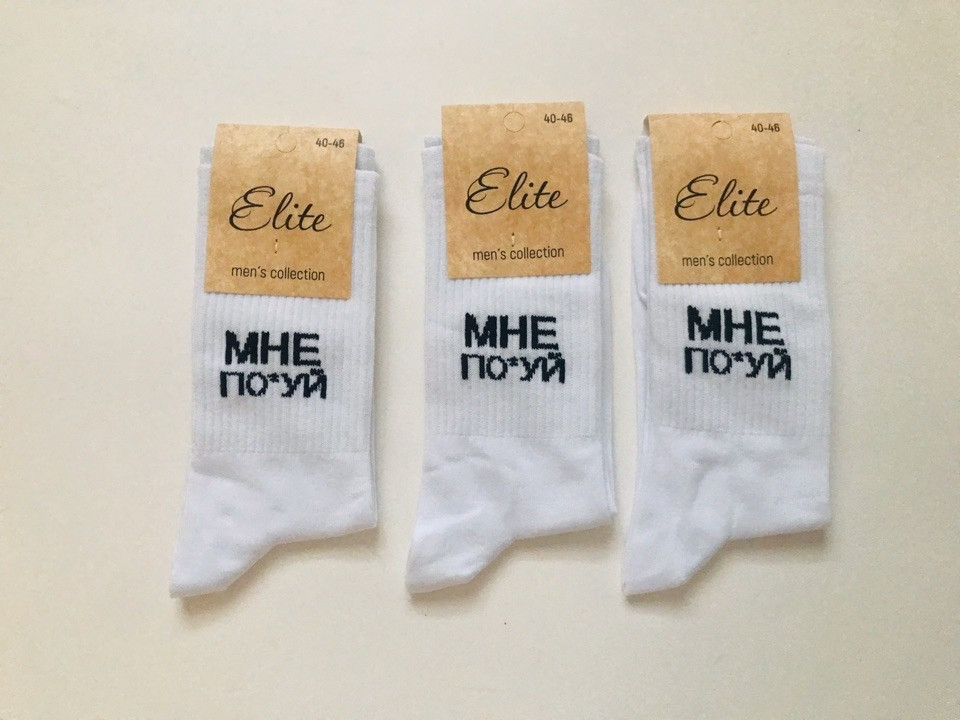 40-46
Elite
men's collection
МНЕ
ПО*УЙ
40-46
Elite
men's collection
МНЕ
ПО*УЙ
40-46
Elite
men's collection
МНЕ
ПО*УЙ